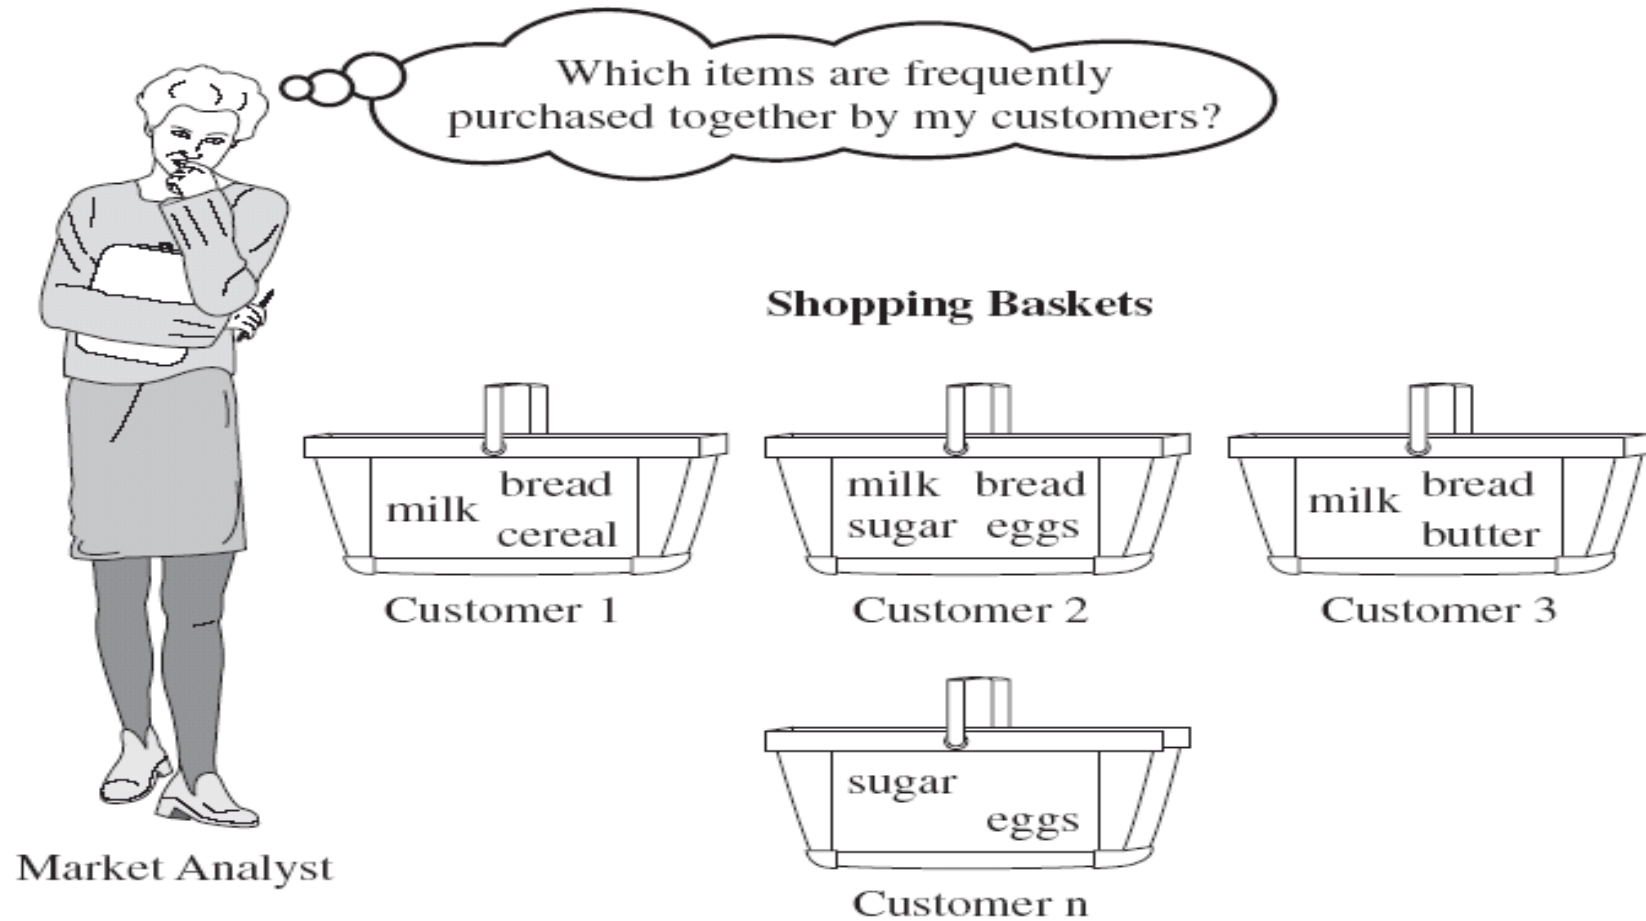 Which items are frequently
purchased together by my customers?
Shopping Baskets
milk
bread
cereal
Customer 1
milk bread
sugar eggs
Customer 2
milk
bread
butter
Customer 3
sugar
eggs
Customer n
Market Analyst